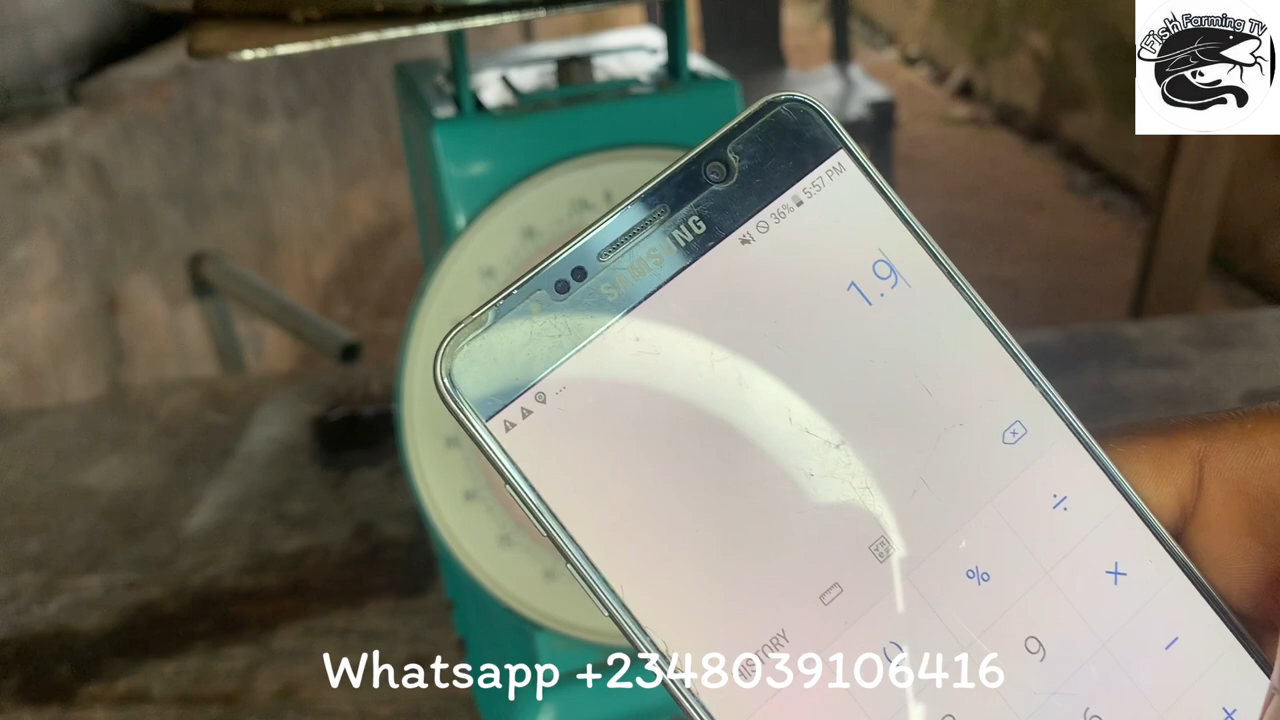 Fish Farming TV
SAMSUNG
36% 5:57 PM
1.9
...
÷
% ×
HISTORY
() 9 −
Whatsapp +2348039106416